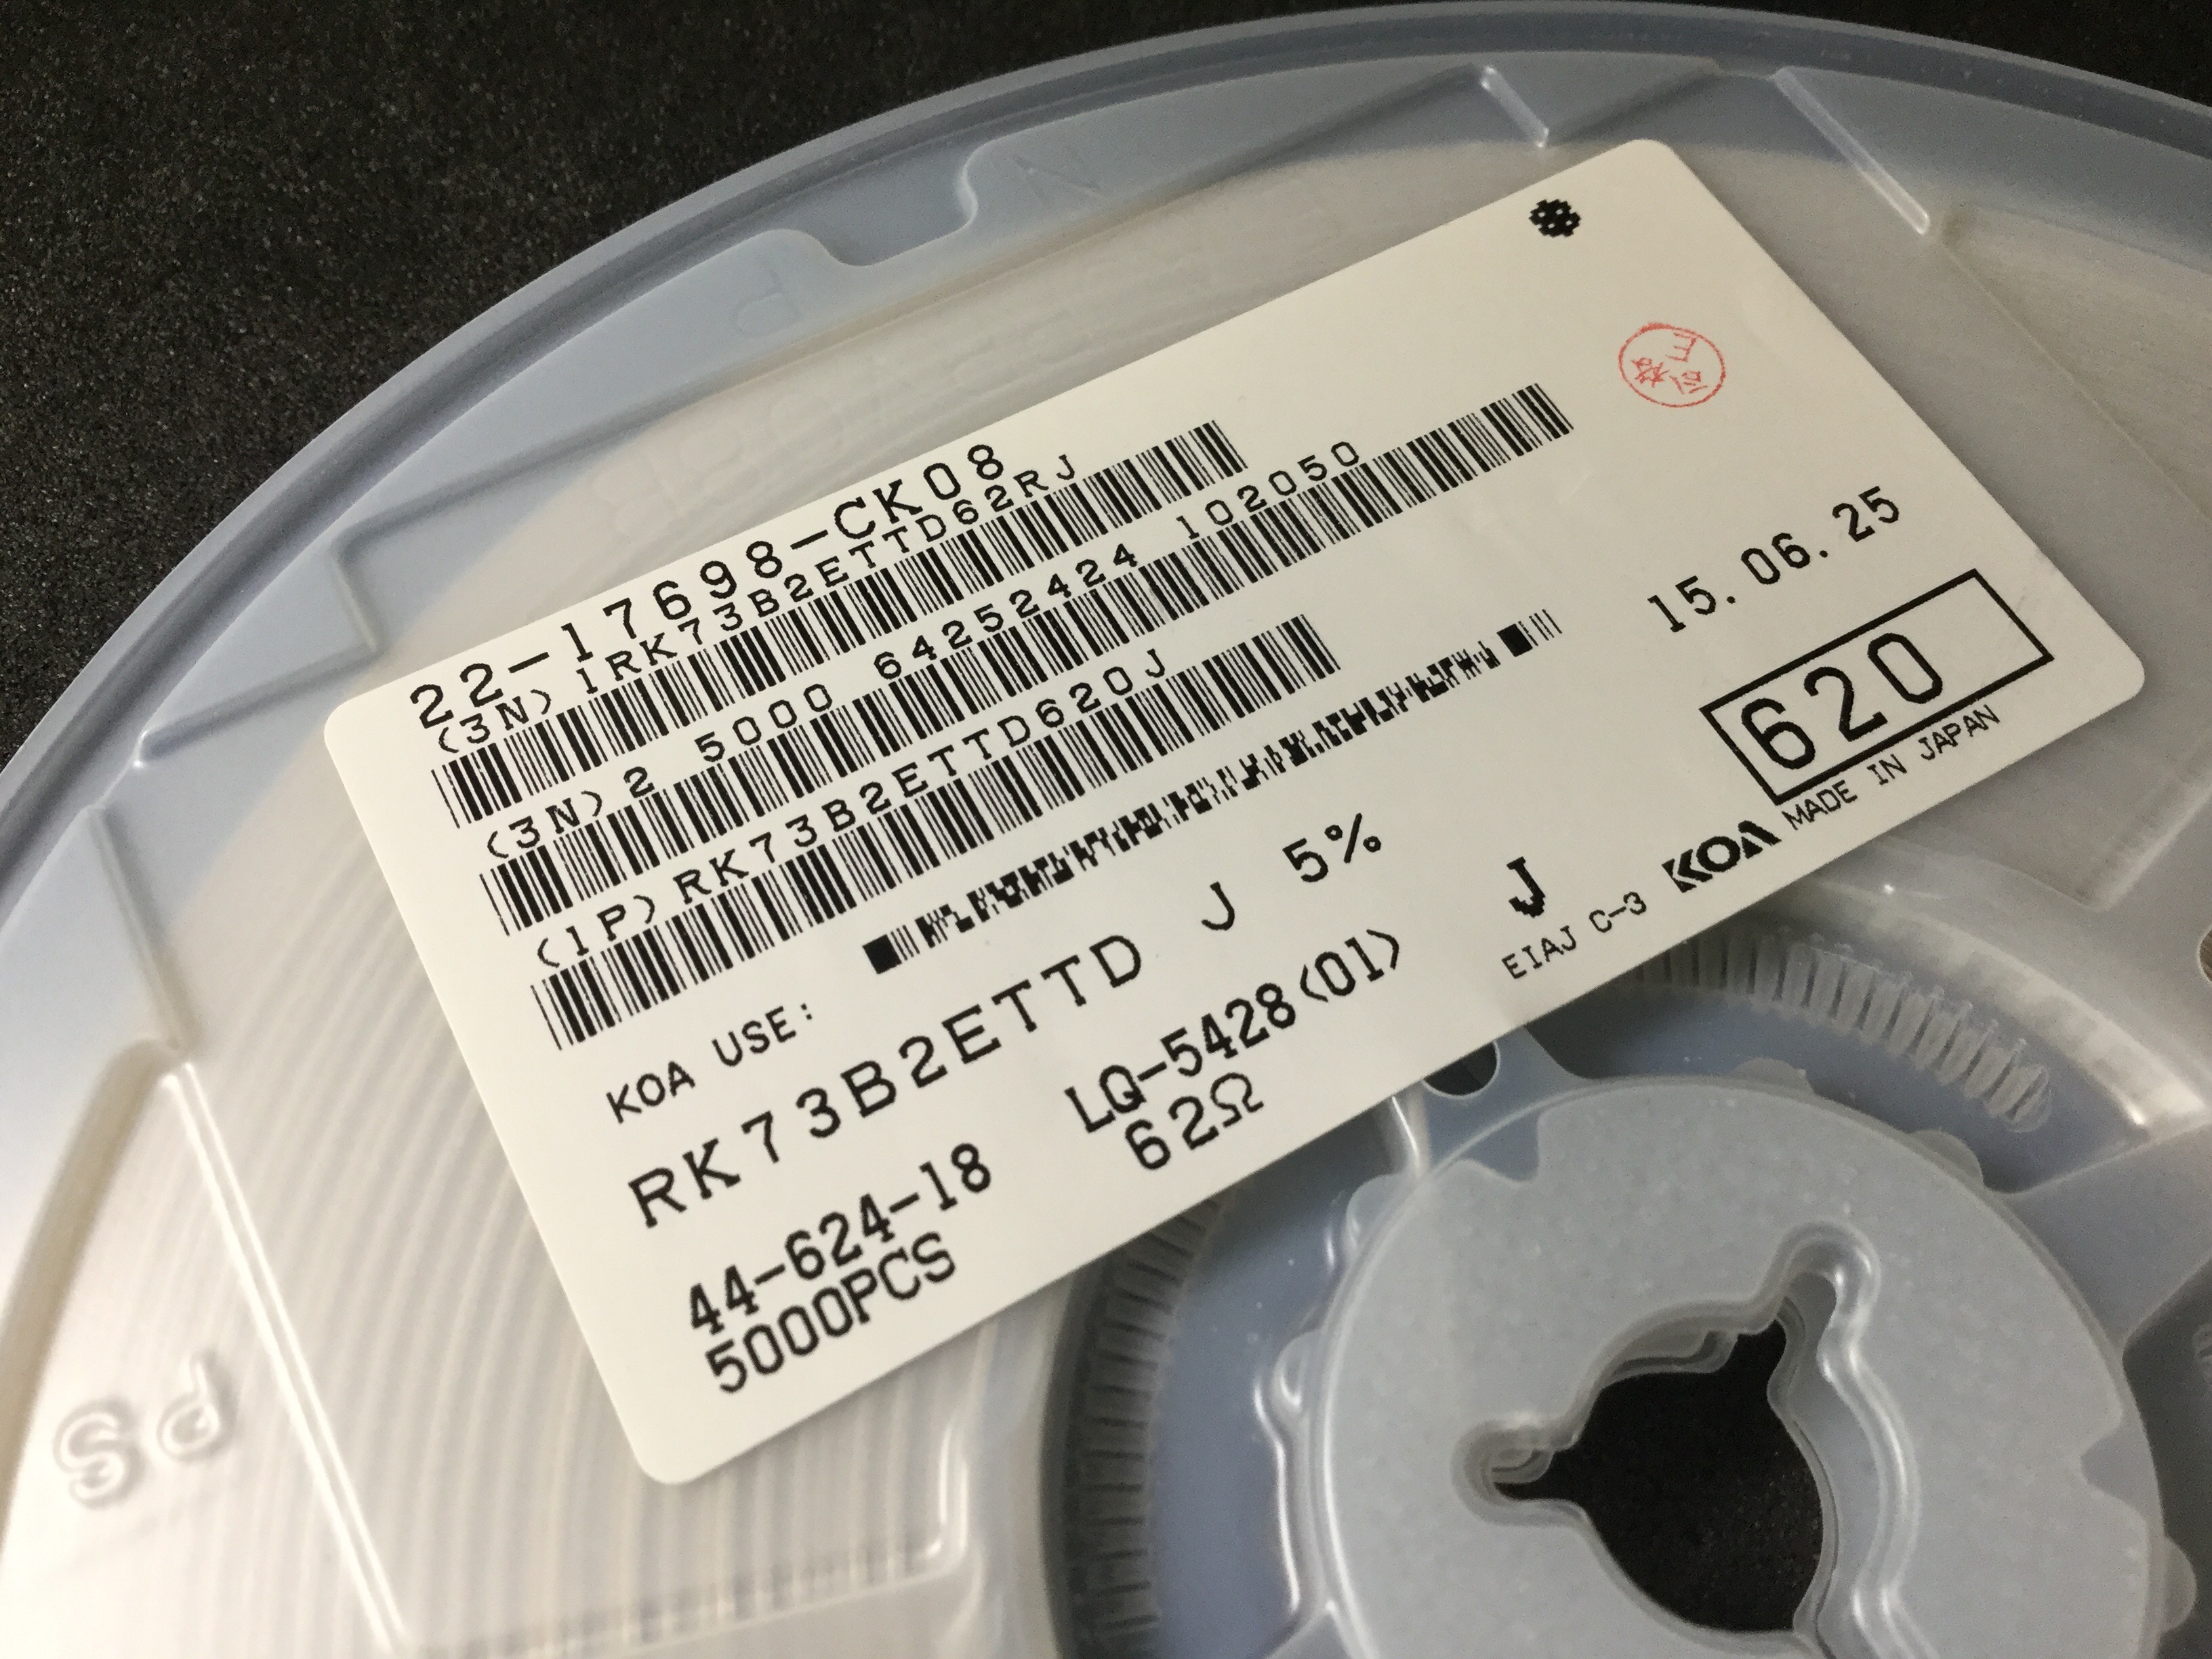 22-17698-CK08
(3N)1RK73B2ETTD62RJ
(3N)2 5000 64252424 102050
(1P)RK73B2ETTD620J
15.06.25
620
MADE IN JAPAN
KOA USE:
RK73B2ETTD J 5%
44-624-18 LQ-5428(01) J
5000PCS 62Ω
EIAJ C-3 KOA
PS